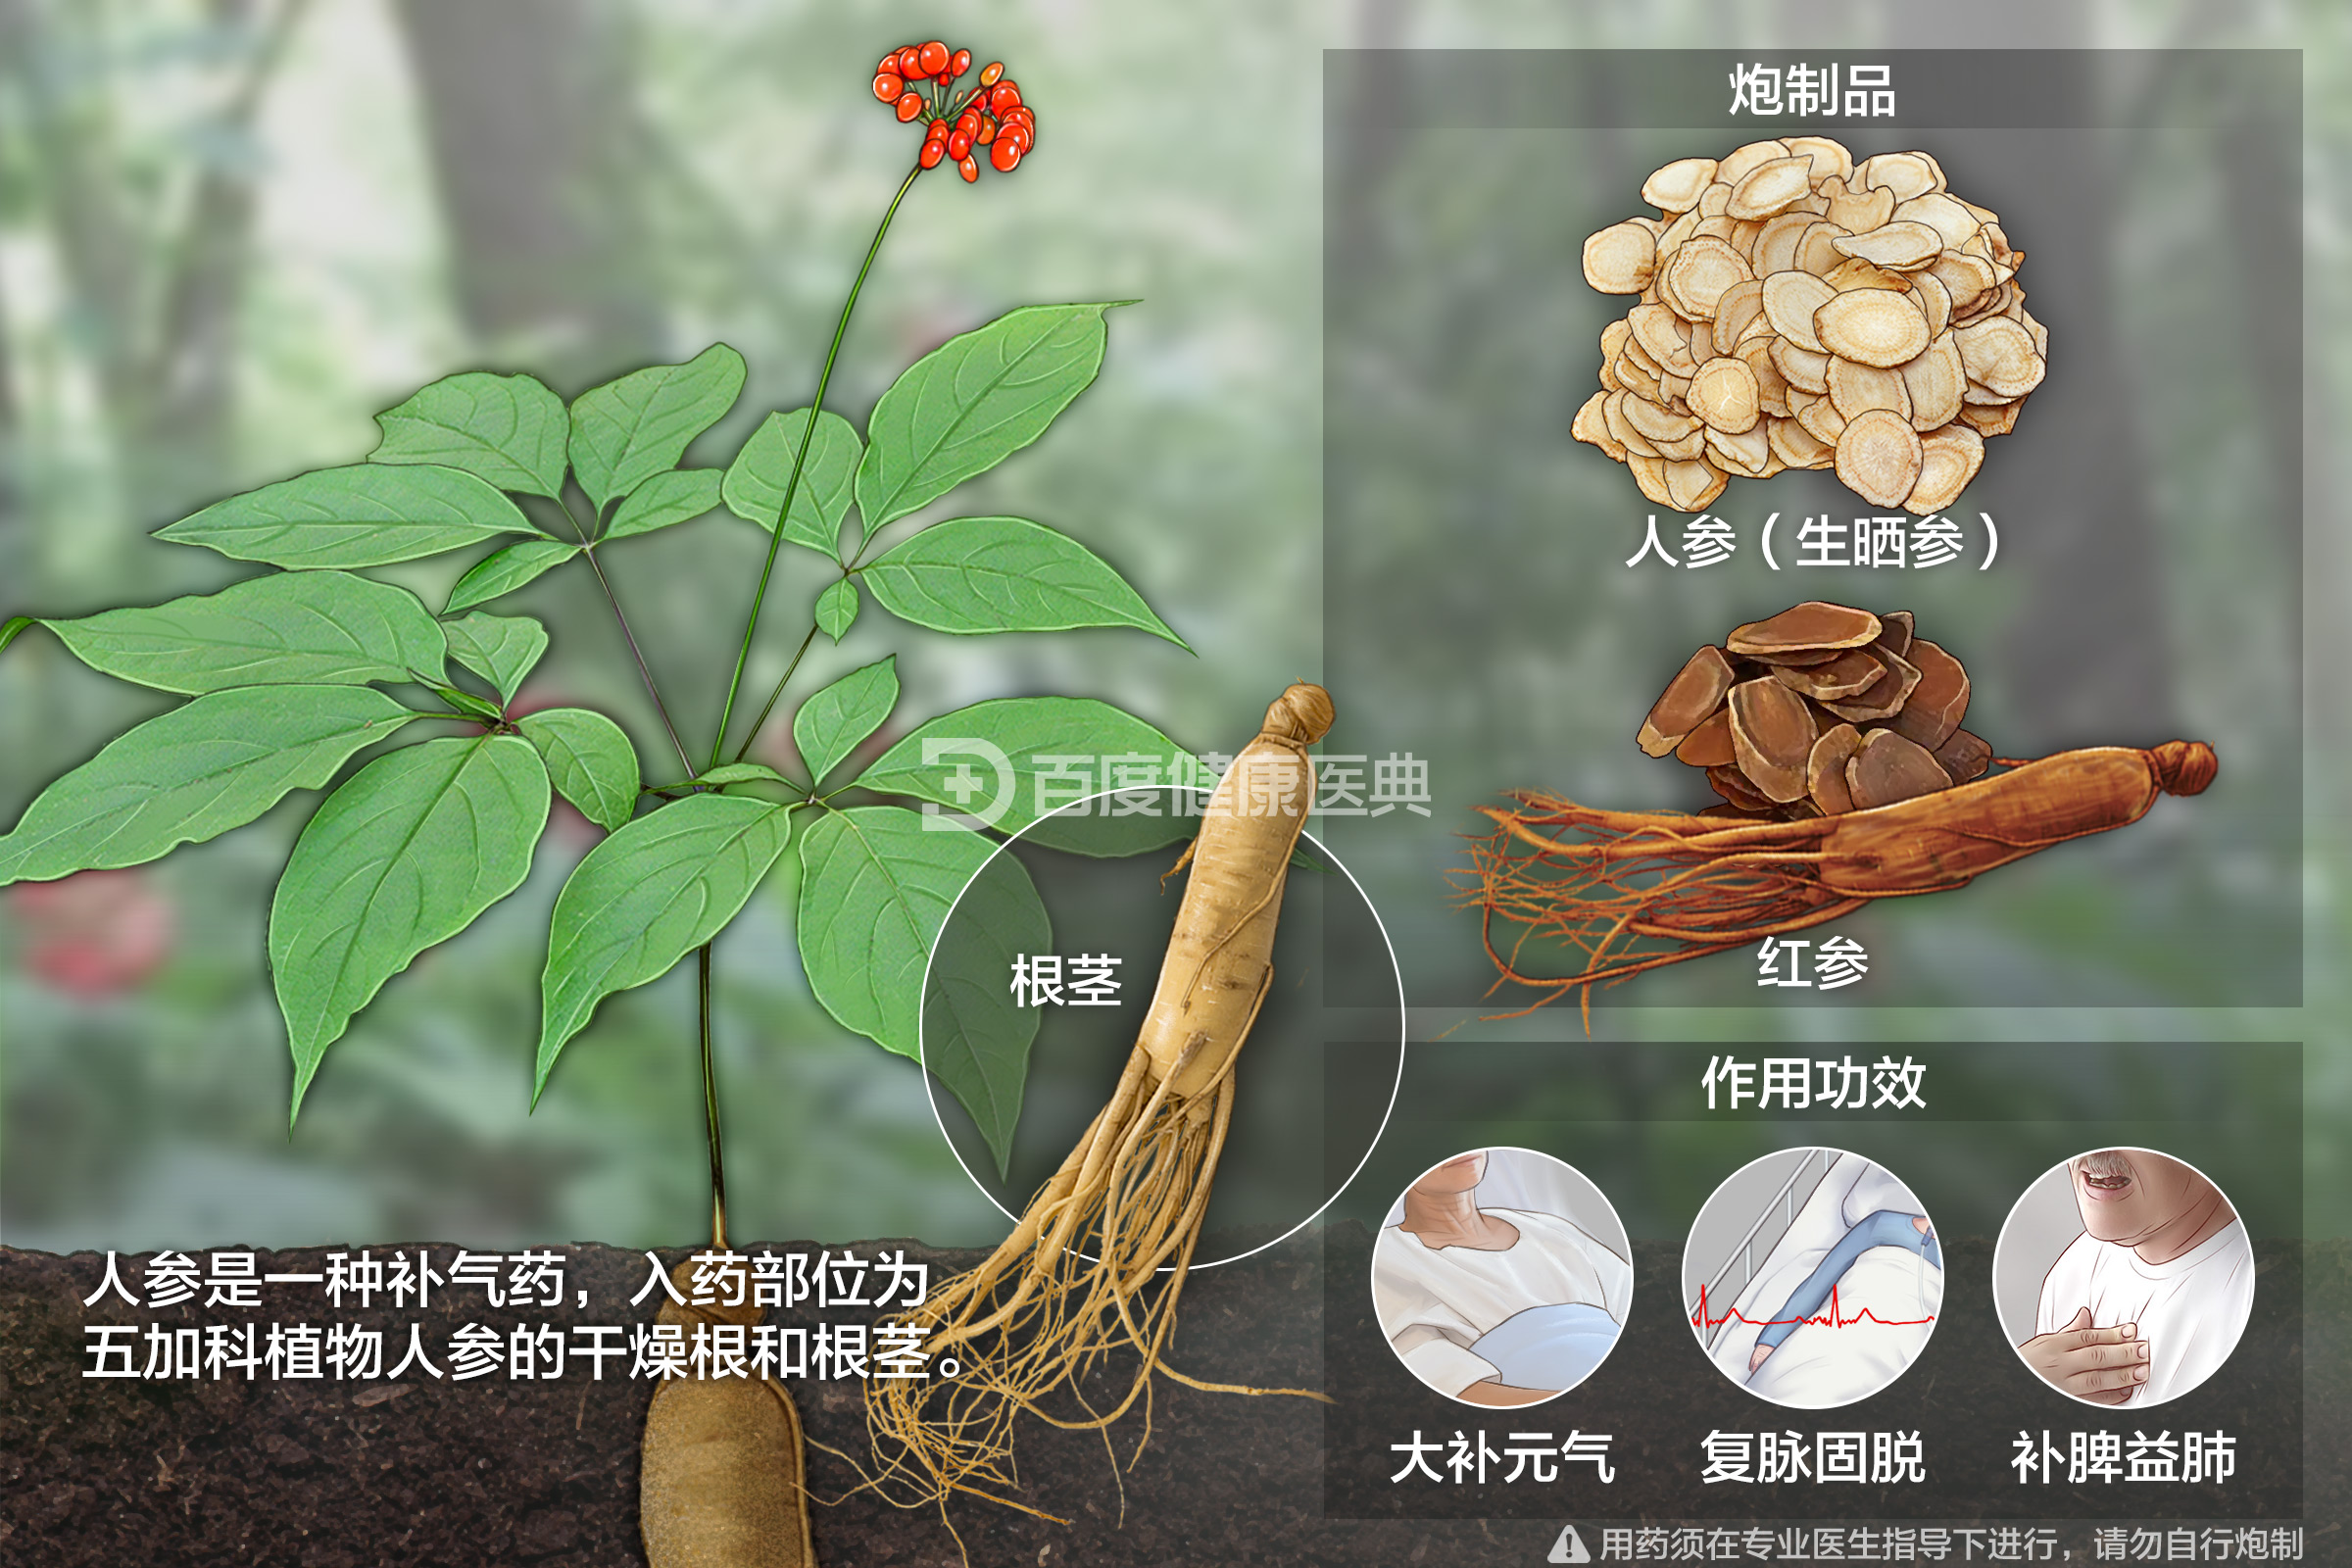 炮制品
人参（生晒参）
红参
百度健康医典
根茎
作用功效
人参是一种补气药，入药部位为
五加科植物人参的干燥根和根茎。
大补元气
复脉固脱
补脾益肺
用药须在专业医生指导下进行，请勿自行炮制